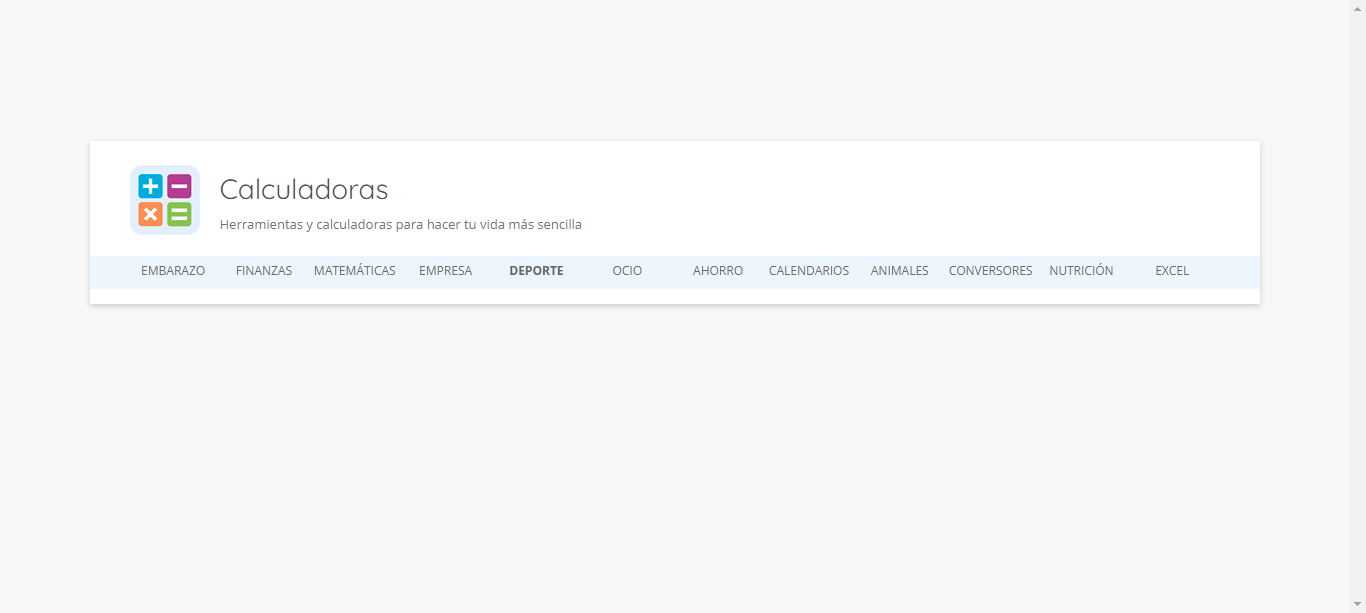 Calculadoras
Herramientas y calculadoras para hacer tu vida más sencilla
EMBARAZO FINANZAS MATEMÁTICAS EMPRESA DEPORTE OCIO AHORRO CALENDARIOS ANIMALES CONVERSORES NUTRICIÓN EXCEL